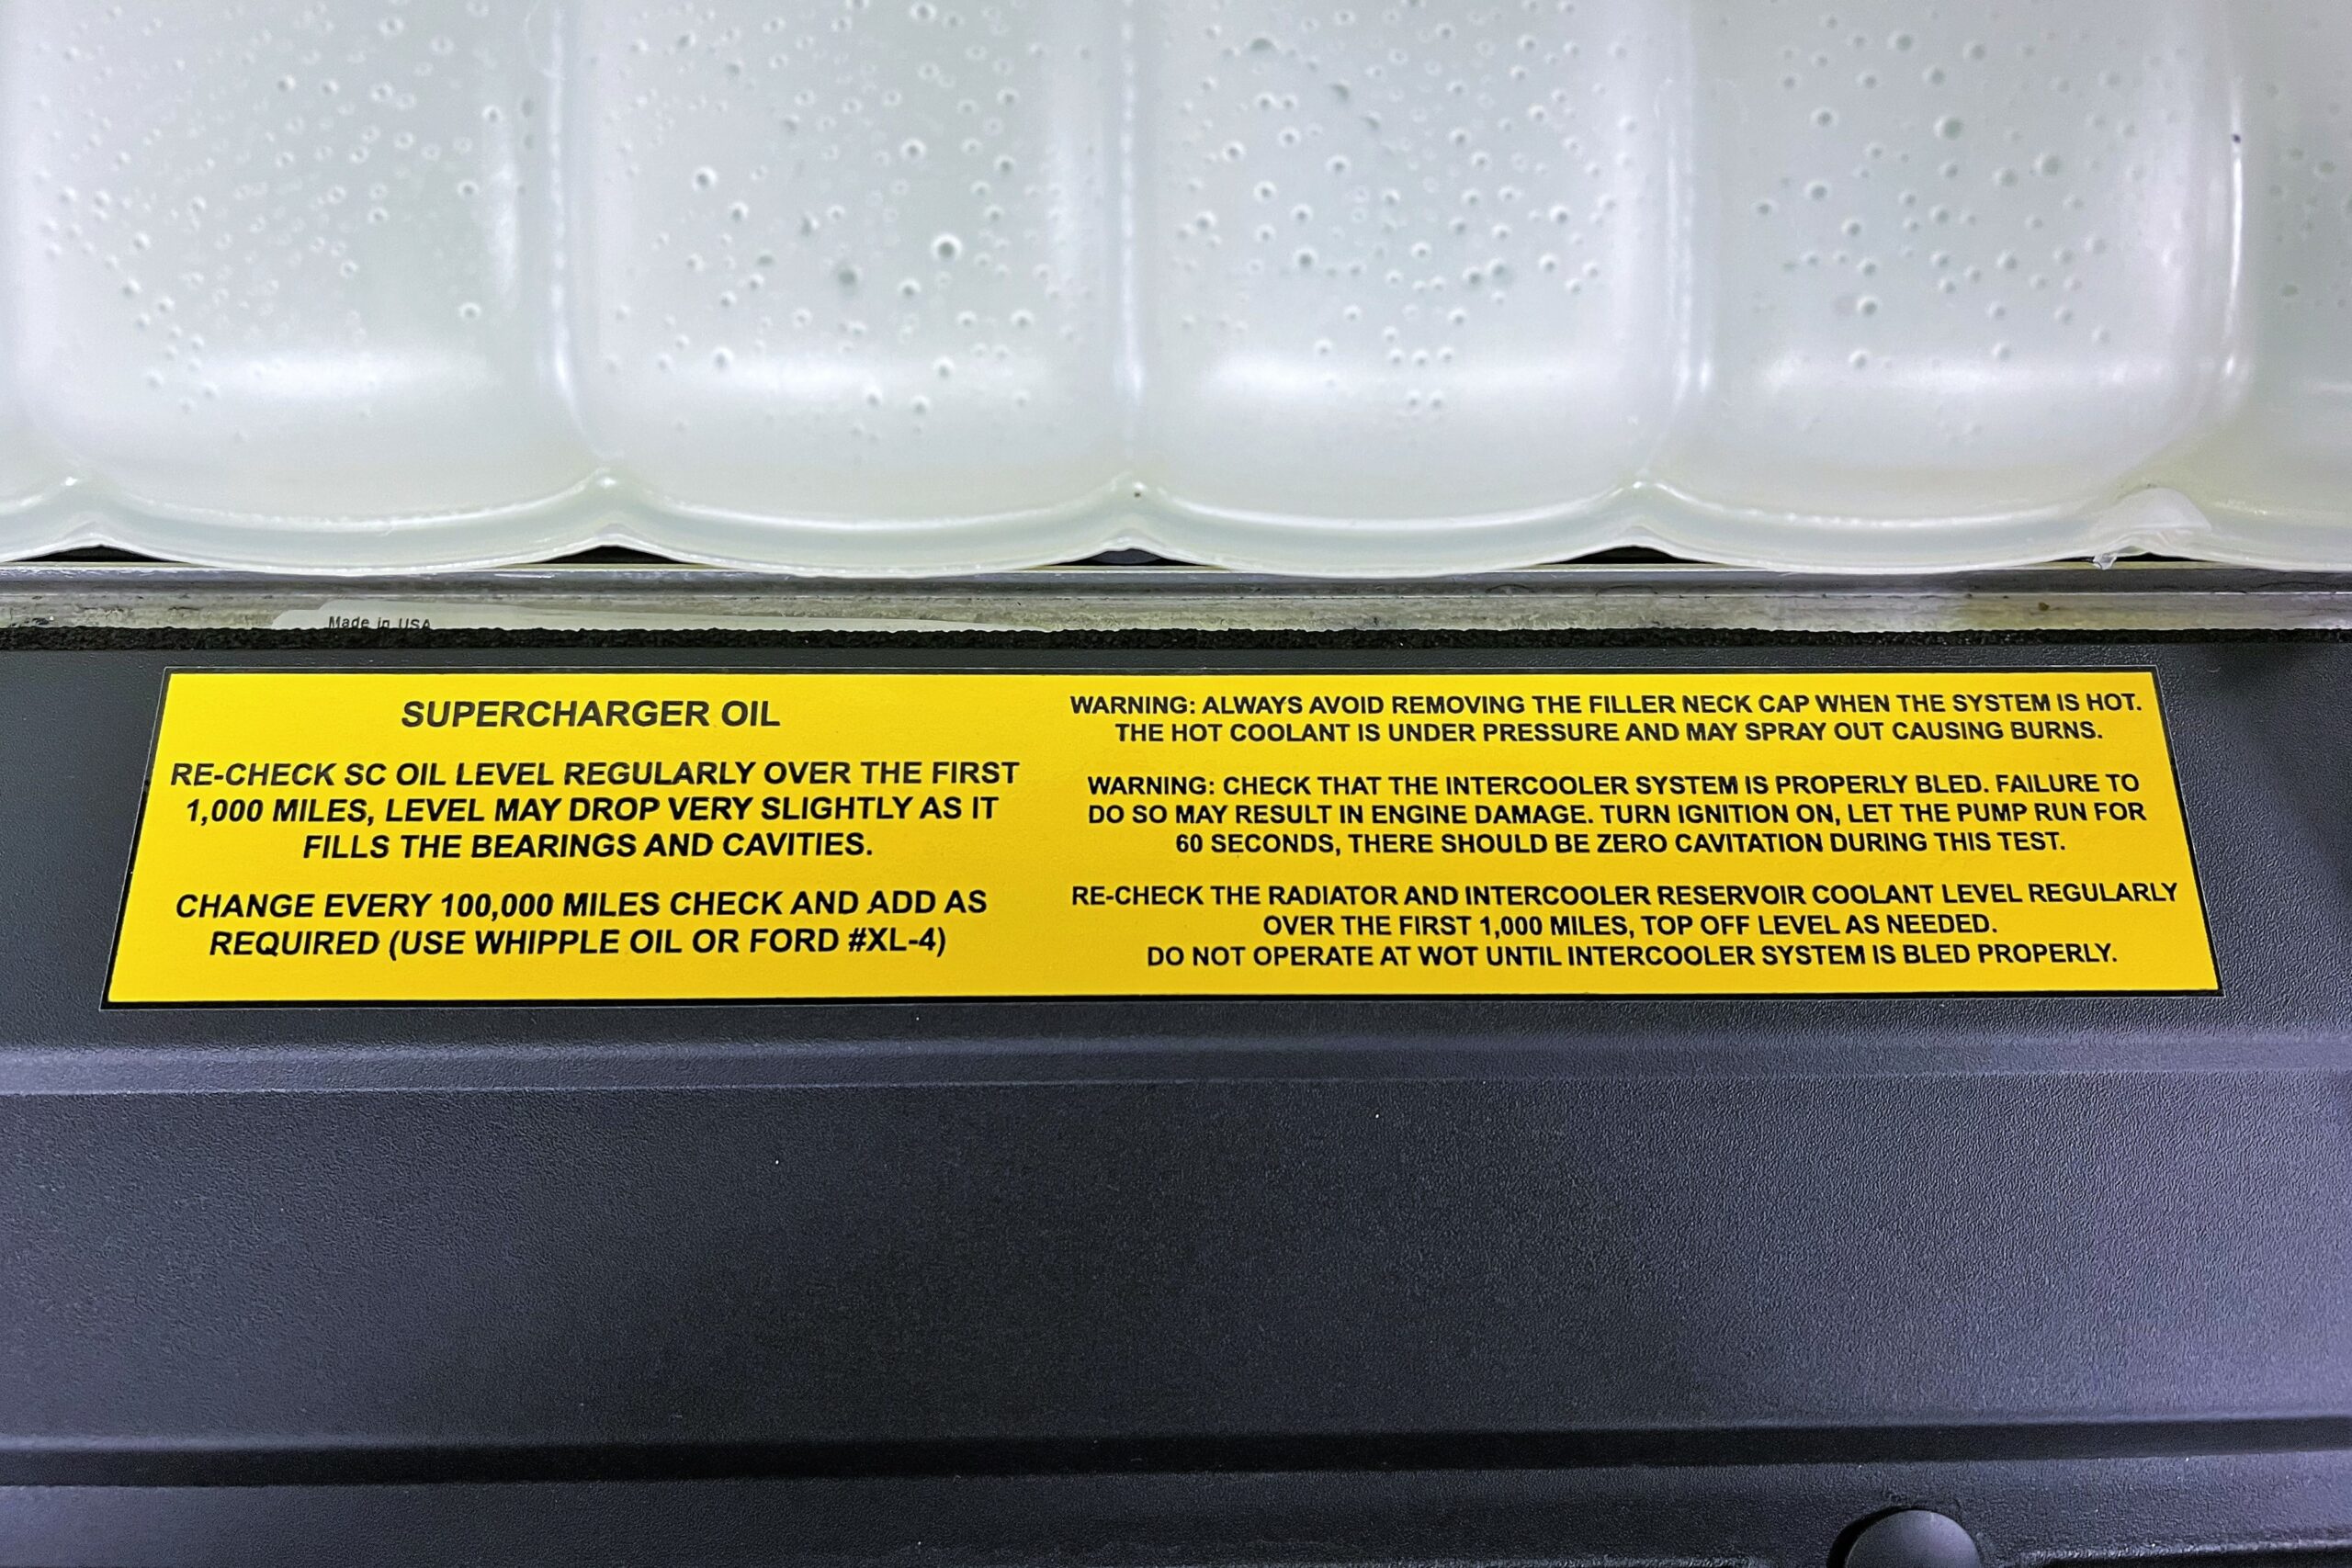 Made in USA
SUPERCHARGER OIL
RE-CHECK SC OIL LEVEL REGULARLY OVER THE FIRST
1,000 MILES, LEVEL MAY DROP VERY SLIGHTLY AS IT
FILLS THE BEARINGS AND CAVITIES.
CHANGE EVERY 100,000 MILES CHECK AND ADD AS
REQUIRED (USE WHIPPLE OIL OR FORD #XL-4)
WARNING: ALWAYS AVOID REMOVING THE FILLER NECK CAP WHEN THE SYSTEM IS HOT.
THE HOT COOLANT IS UNDER PRESSURE AND MAY SPRAY OUT CAUSING BURNS.
WARNING: CHECK THAT THE INTERCOOLER SYSTEM IS PROPERLY BLED. FAILURE TO
DO SO MAY RESULT IN ENGINE DAMAGE. TURN IGNITION ON, LET THE PUMP RUN FOR
60 SECONDS, THERE SHOULD BE ZERO CAVITATION DURING THIS TEST.
RE-CHECK THE RADIATOR AND INTERCOOLER RESERVOIR COOLANT LEVEL REGULARLY
OVER THE FIRST 1,000 MILES, TOP OFF LEVEL AS NEEDED.
DO NOT OPERATE AT WOT UNTIL INTERCOOLER SYSTEM IS BLED PROPERLY.